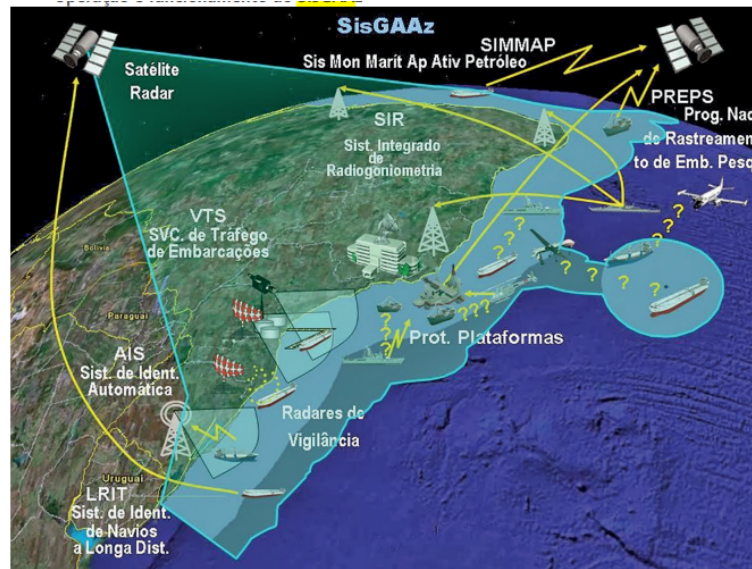 SisGAAz
SIMMAP
Sis Mon Marít Ap Ativ Petróleo
Satélite
Radar
PREPS
Prog. Nac
de Rastreamen
to de Emb. Pesq
SIR
Sist. Integrado
de
Radiogoniometria
VTS
SVC. de Tráfego
de Embarcações
Bolívia
Paraguai
? ? ? ? ? ? ? ? ? ? ? ?
Prot. Plataformas
AIS
Sist. de Ident.
Automática
Radares de
Vigilância
Uruguai
LRIT
Sist. de Ident.
de Navios
a Longa Dist.